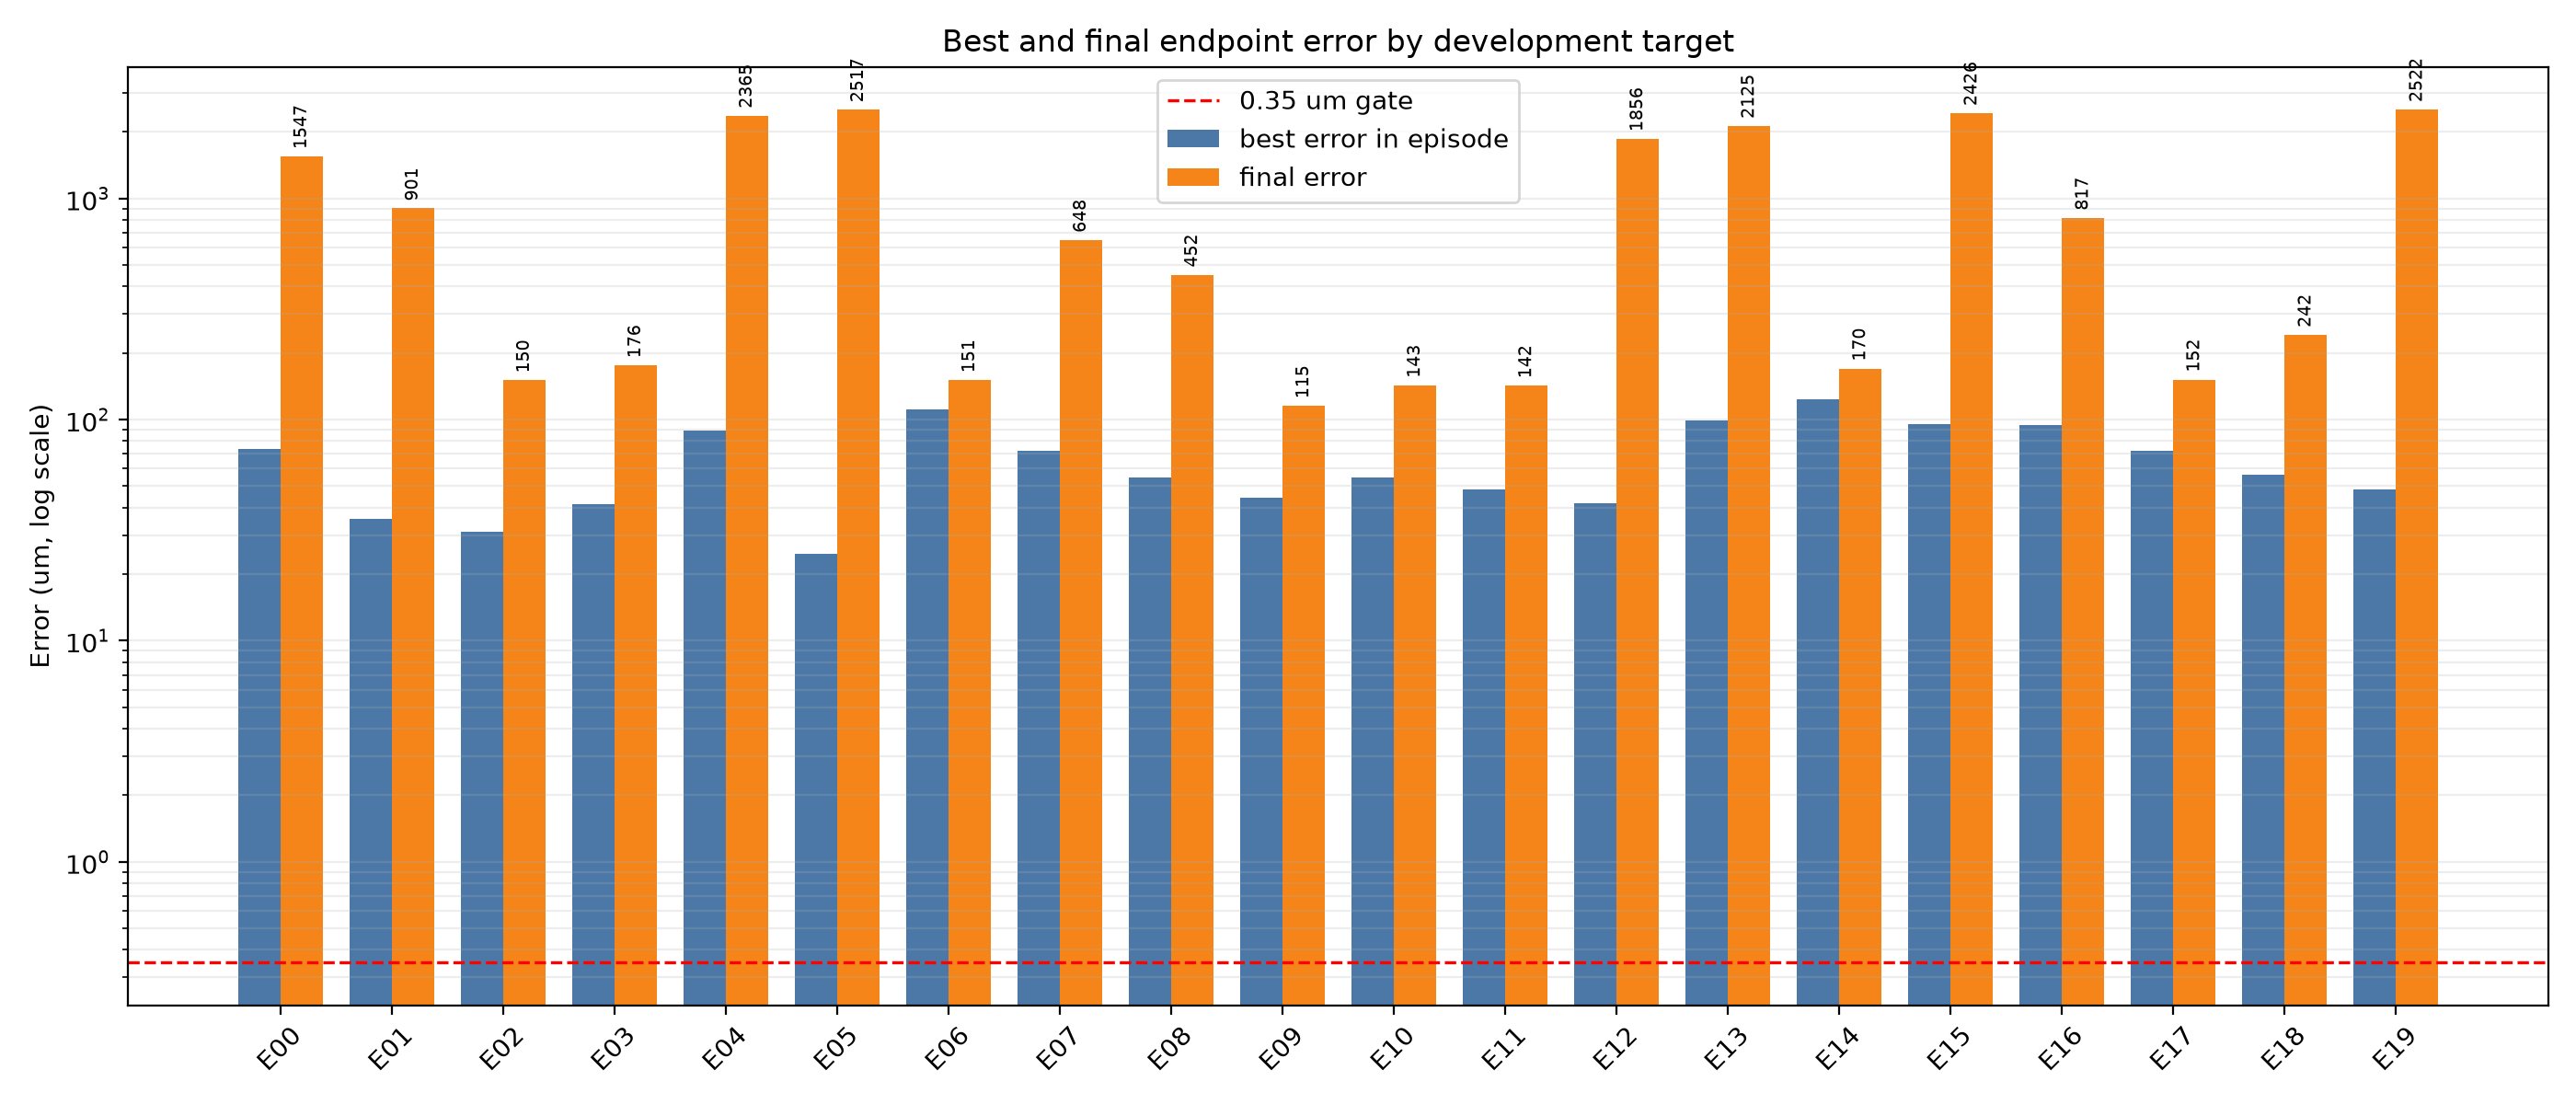 Best and final endpoint error by development target
0.35 um gate
best error in episode
final error
Error (um, log scale)
10³
10²
10¹
10⁰
1547
901
150
176
2365
2517
151
648
452
115
143
142
1856
2125
170
2426
817
152
242
2522
E00
E01
E02
E03
E04
E05
E06
E07
E08
E09
E10
E11
E12
E13
E14
E15
E16
E17
E18
E19